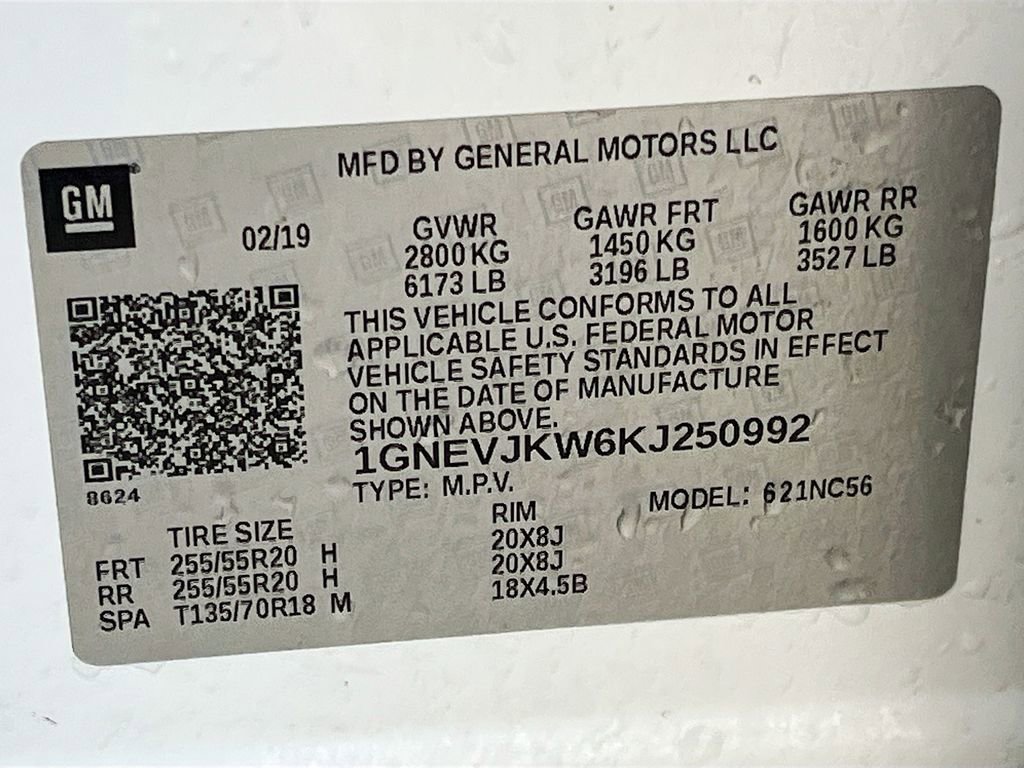 MFD BY GENERAL MOTORS LLC
GM
02/19
GVWR
2800 KG
6173 LB
GAWR FRT
1450 KG
3196 LB
GAWR RR
1600 KG
3527 LB
THIS VEHICLE CONFORMS TO ALL
APPLICABLE U.S. FEDERAL MOTOR
VEHICLE SAFETY STANDARDS IN EFFECT
ON THE DATE OF MANUFACTURE
SHOWN ABOVE.
1GNEVJKW6KJ250992
8624
TYPE: M.P.V. MODEL: 621NC56
TIRE SIZE RIM
FRT 255/55R20 H 20X8J
RR 255/55R20 H 20X8J
SPA T135/70R18 M 18X4.5B